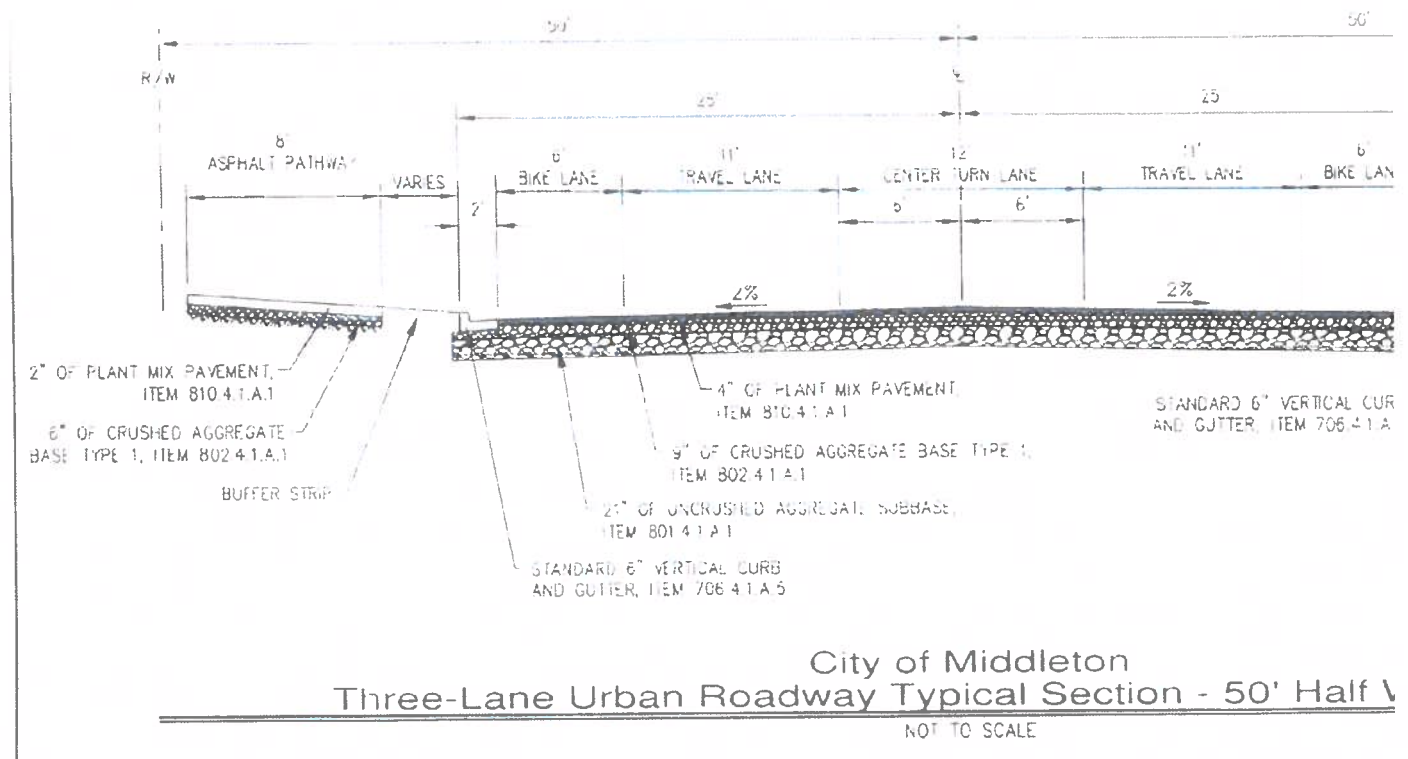 50' 50'
R/W ℄
25' 25
8' 6' 11' 12' 11' 6'
ASPHALT PATHWAY VARIES BIKE LANE TRAVEL LANE CENTER TURN LANE TRAVEL LANE BIKE LAN
2' 6'
2% 2%
2" OF PLANT MIX PAVEMENT,
ITEM 810.4.1.A.1
6" OF CRUSHED AGGREGATE
BASE TYPE 1, ITEM 802.4.1.A.1
BUFFER STRIP
4" OF PLANT MIX PAVEMENT,
ITEM 810.4.1.A.1
9" OF CRUSHED AGGREGATE BASE TYPE 1,
ITEM 802.4.1.A.1
21" OF UNCRUSHED AGGREGATE SUBBASE,
ITEM 801.4.1.A.1
STANDARD 6" VERTICAL CURB
AND GUTTER, ITEM 706.4.1.A.5
STANDARD 6" VERTICAL CUR
AND GUTTER, ITEM 706.4.1.A
City of Middleton
Three-Lane Urban Roadway Typical Section - 50' Half
NOT TO SCALE